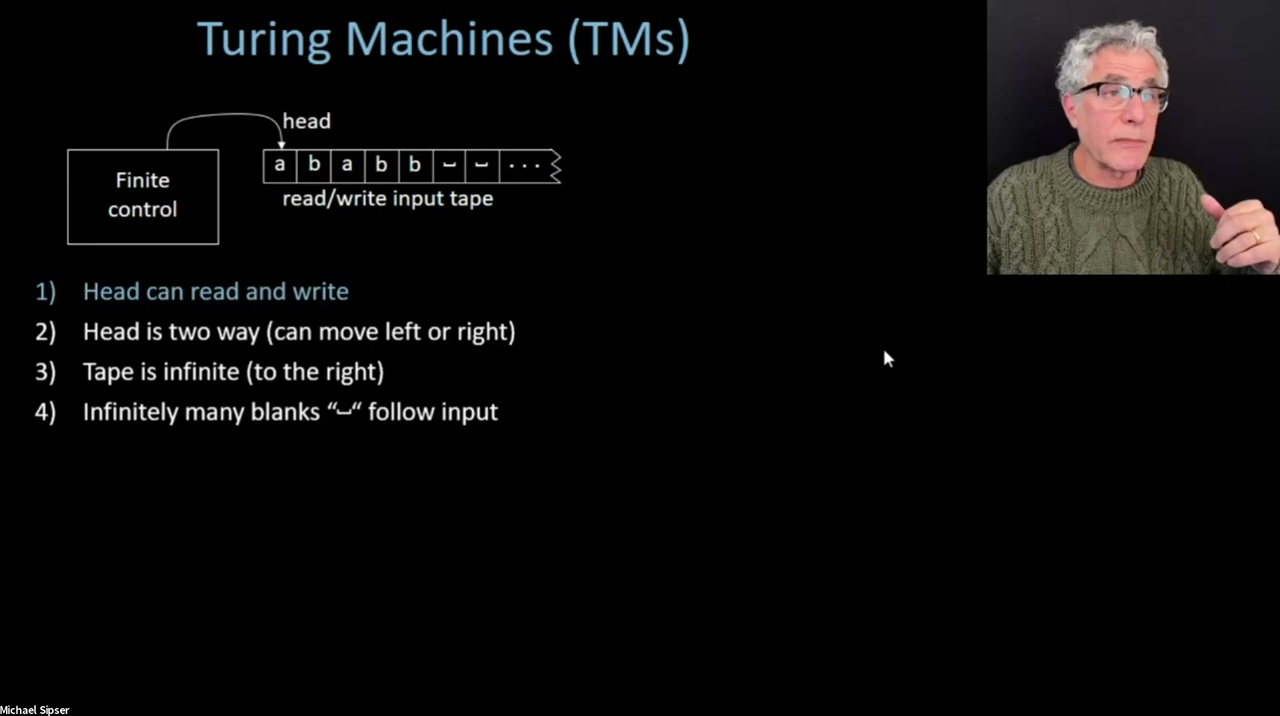 Turing Machines (TMs)
head
Finite
control
a b a b b ⌴ ⌴ ...
read/write input tape
1) Head can read and write
2) Head is two way (can move left or right)
3) Tape is infinite (to the right)
4) Infinitely many blanks “⌴“ follow input
Michael Sipser